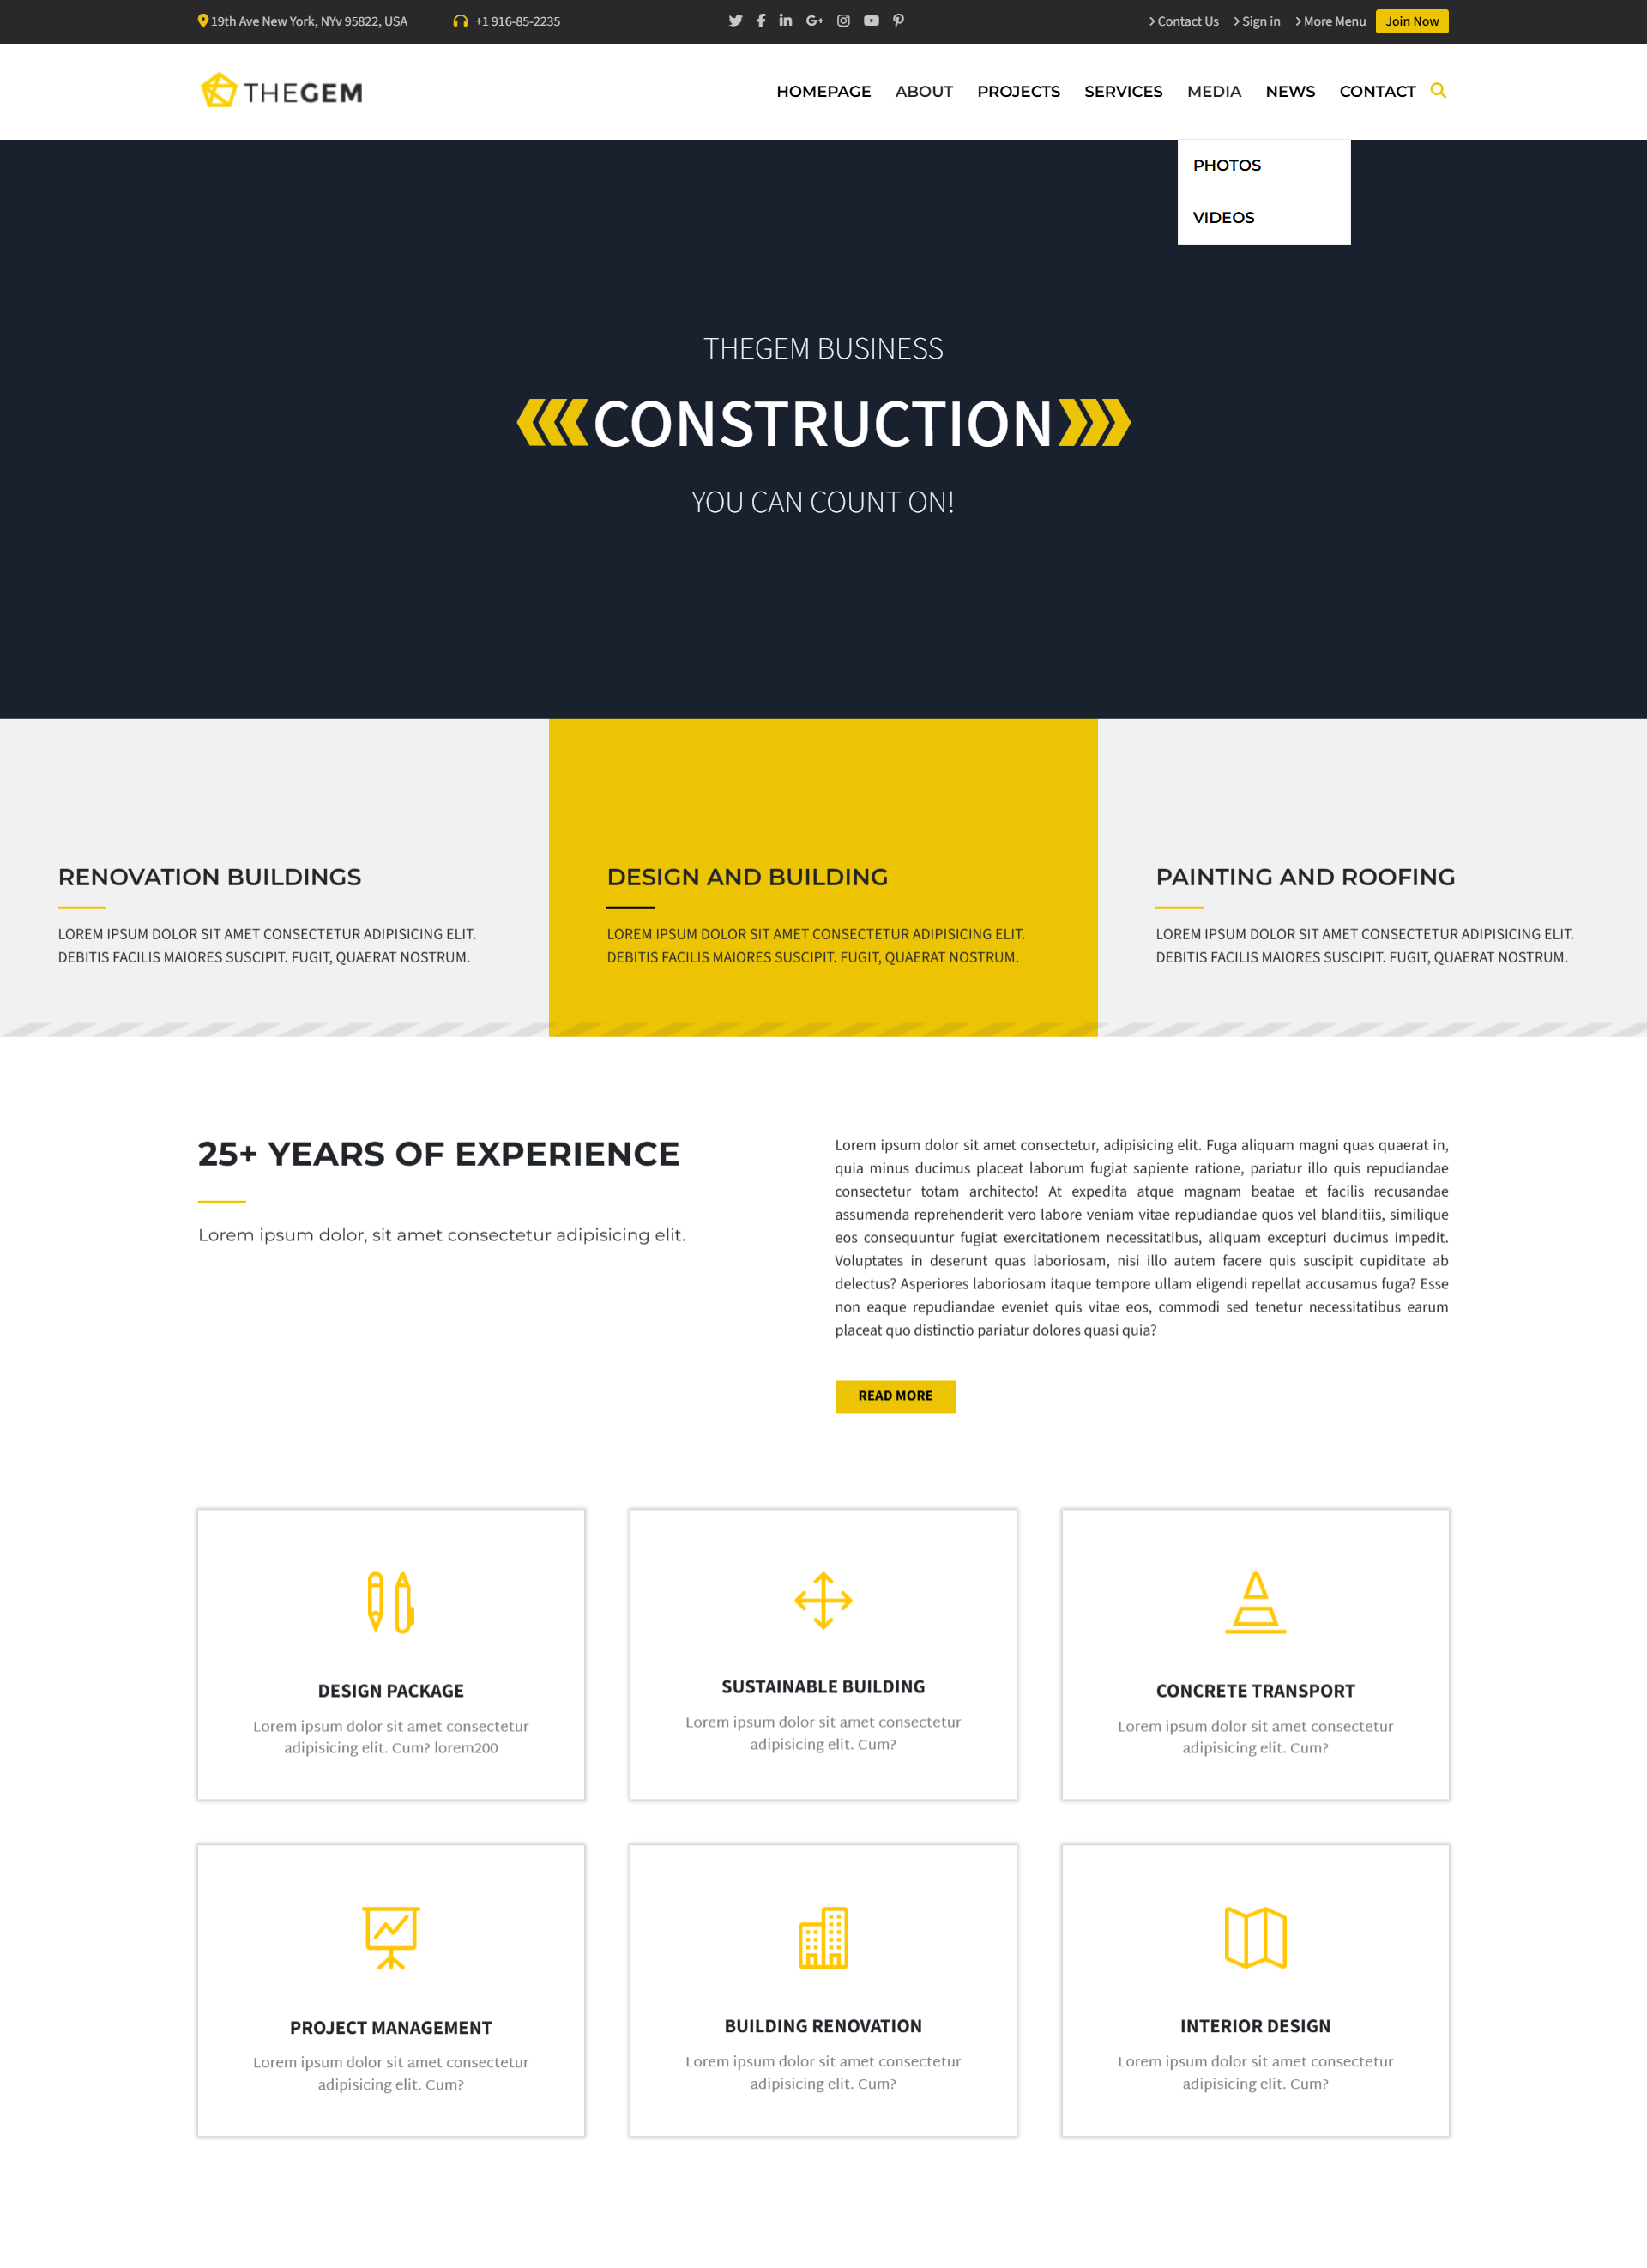 19th Ave New York, NYv 95822, USA +1 916-85-2235 Contact Us Sign in More Menu Join Now
THEGEM HOMEPAGE ABOUT PROJECTS SERVICES MEDIA NEWS CONTACT
PHOTOS
VIDEOS
THEGEM BUSINESS
CONSTRUCTION
YOU CAN COUNT ON!
RENOVATION BUILDINGS
LOREM IPSUM DOLOR SIT AMET CONSECTETUR ADIPISICING ELIT.
DEBITIS FACILIS MAIORES SUSCIPIT. FUGIT, QUAERAT NOSTRUM.
DESIGN AND BUILDING
LOREM IPSUM DOLOR SIT AMET CONSECTETUR ADIPISICING ELIT.
DEBITIS FACILIS MAIORES SUSCIPIT. FUGIT, QUAERAT NOSTRUM.
PAINTING AND ROOFING
LOREM IPSUM DOLOR SIT AMET CONSECTETUR ADIPISICING ELIT.
DEBITIS FACILIS MAIORES SUSCIPIT. FUGIT, QUAERAT NOSTRUM.
25+ YEARS OF EXPERIENCE
Lorem ipsum dolor, sit amet consectetur adipisicing elit.
Lorem ipsum dolor sit amet consectetur, adipisicing elit. Fuga aliquam magni quas quaerat in,
quia minus ducimus placeat laborum fugiat sapiente ratione, pariatur illo quis repudiandae
consectetur totam architecto! At expedita atque magnam beatae et facilis recusandae
assumenda reprehenderit vero labore veniam vitae repudiandae quos vel blanditiis, similique
eos consequuntur fugiat exercitationem necessitatibus, aliquam excepturi ducimus impedit.
Voluptates in deserunt quas laboriosam, nisi illo autem facere quis suscipit cupiditate ab
delectus? Asperiores laboriosam itaque tempore ullam eligendi repellat accusamus fuga? Esse
non eaque repudiandae eveniet quis vitae eos, commodi sed tenetur necessitatibus earum
placeat quo distinctio pariatur dolores quasi quia?
READ MORE
DESIGN PACKAGE
Lorem ipsum dolor sit amet consectetur
adipisicing elit. Cum? lorem200
SUSTAINABLE BUILDING
Lorem ipsum dolor sit amet consectetur
adipisicing elit. Cum?
CONCRETE TRANSPORT
Lorem ipsum dolor sit amet consectetur
adipisicing elit. Cum?
PROJECT MANAGEMENT
Lorem ipsum dolor sit amet consectetur
adipisicing elit. Cum?
BUILDING RENOVATION
Lorem ipsum dolor sit amet consectetur
adipisicing elit. Cum?
INTERIOR DESIGN
Lorem ipsum dolor sit amet consectetur
adipisicing elit. Cum?